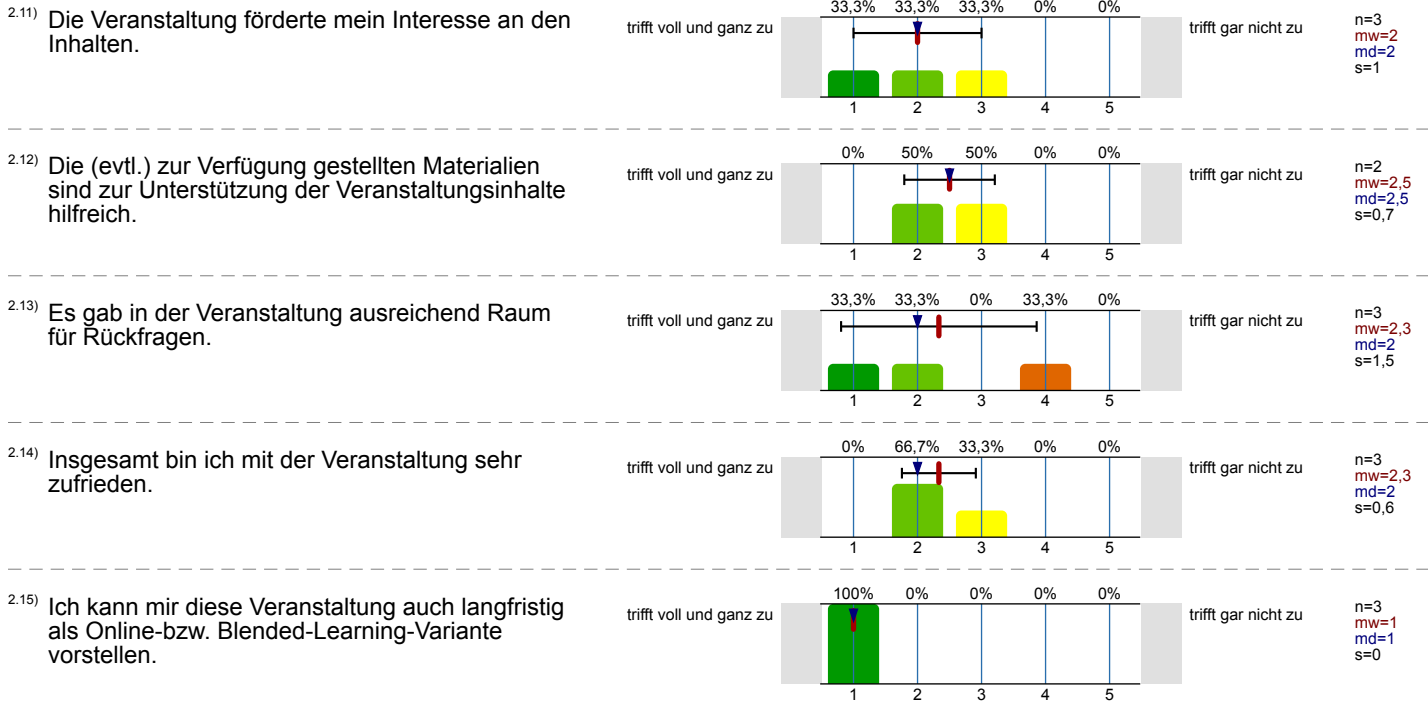 2.11) Die Veranstaltung förderte mein Interesse an den
Inhalten.
trifft voll und ganz zu
33,3% 33,3% 33,3% 0% 0%
1 2 3 4 5
trifft gar nicht zu
n=3
mw=2
md=2
s=1
2.12) Die (evtl.) zur Verfügung gestellten Materialien
sind zur Unterstützung der Veranstaltungsinhalte
hilfreich.
trifft voll und ganz zu
0% 50% 50% 0% 0%
1 2 3 4 5
trifft gar nicht zu
n=2
mw=2,5
md=2,5
s=0,7
2.13) Es gab in der Veranstaltung ausreichend Raum
für Rückfragen.
trifft voll und ganz zu
33,3% 33,3% 0% 33,3% 0%
1 2 3 4 5
trifft gar nicht zu
n=3
mw=2,3
md=2
s=1,5
2.14) Insgesamt bin ich mit der Veranstaltung sehr
zufrieden.
trifft voll und ganz zu
0% 66,7% 33,3% 0% 0%
1 2 3 4 5
trifft gar nicht zu
n=3
mw=2,3
md=2
s=0,6
2.15) Ich kann mir diese Veranstaltung auch langfristig
als Online-bzw. Blended-Learning-Variante
vorstellen.
trifft voll und ganz zu
100% 0% 0% 0% 0%
1 2 3 4 5
trifft gar nicht zu
n=3
mw=1
md=1
s=0